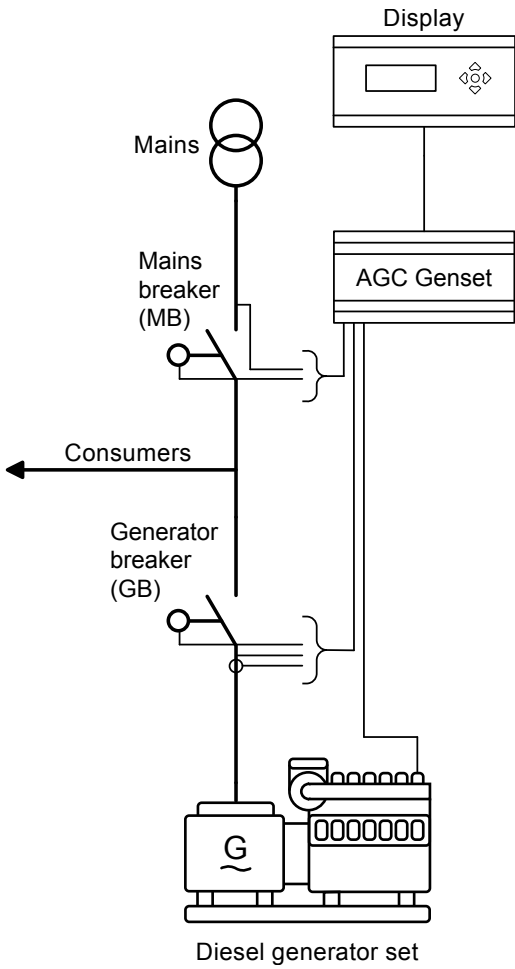 Display
Mains
AGC Genset
Mains
breaker
(MB)
Consumers
Generator
breaker
(GB)
G
Diesel generator set